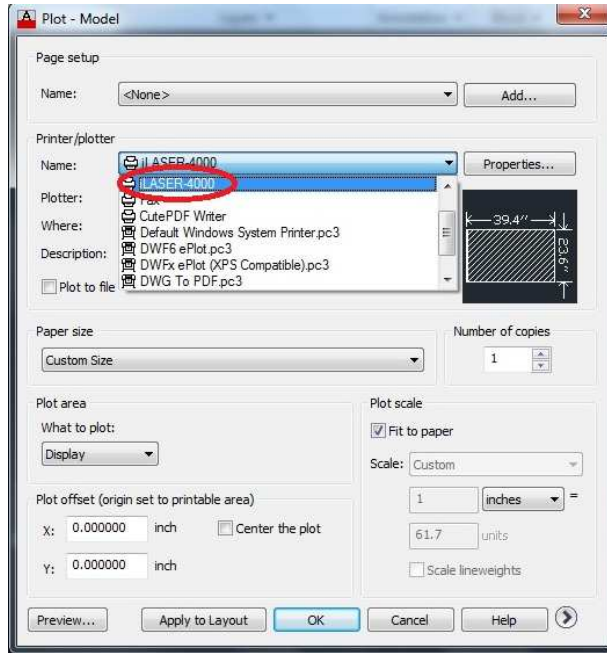 Plot - Model
Page setup
Name: <None> Add...
Printer/plotter
Name: iLASER-4000 Properties...
iLASER-4000
Plotter: Fax
CutePDF Writer
Where: Default Windows System Printer.pc3
DWF6 ePlot.pc3
Description: DWFx ePlot (XPS Compatible).pc3
Plot to file DWG To PDF.pc3
39.4''
23.6''
Paper size
Custom Size
Number of copies
1
Plot area
What to plot:
Display
Plot scale
Fit to paper
Scale: Custom
1 inches =
61.7 units
Scale lineweights
Plot offset (origin set to printable area)
X: 0.000000 inch Center the plot
Y: 0.000000 inch
Preview... Apply to Layout OK Cancel Help